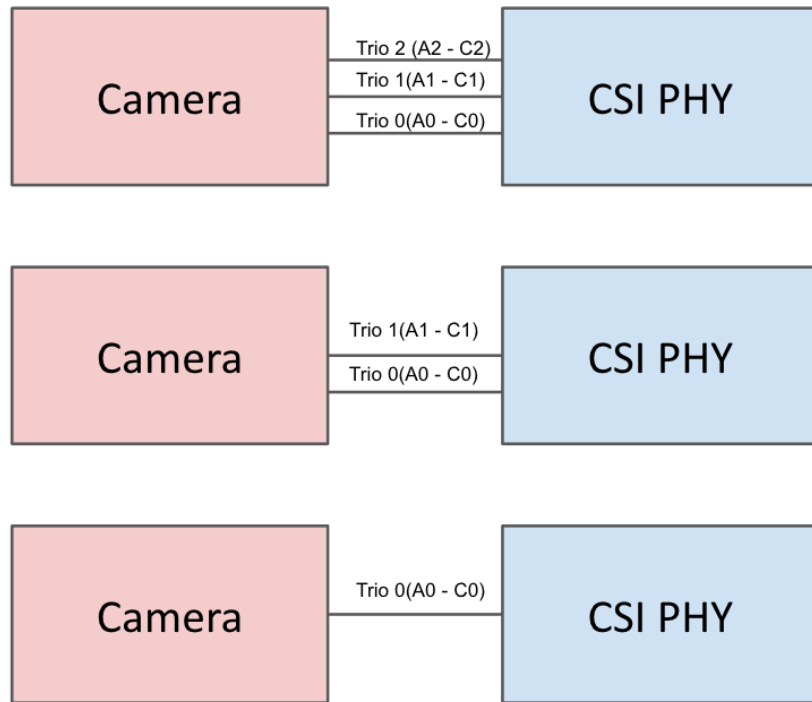 Camera
Trio 2 (A2 - C2)
Trio 1(A1 - C1)
Trio 0(A0 - C0)
CSI PHY
Camera
Trio 1(A1 - C1)
Trio 0(A0 - C0)
CSI PHY
Camera
Trio 0(A0 - C0)
CSI PHY